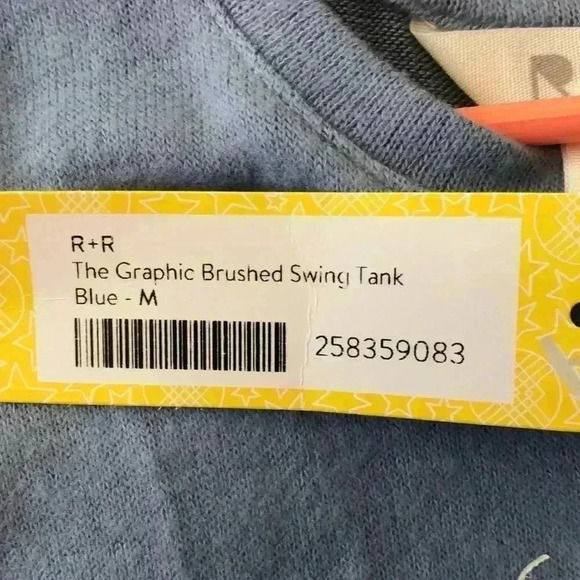 R
R+R
The Graphic Brushed Swing Tank
Blue - M
258359083